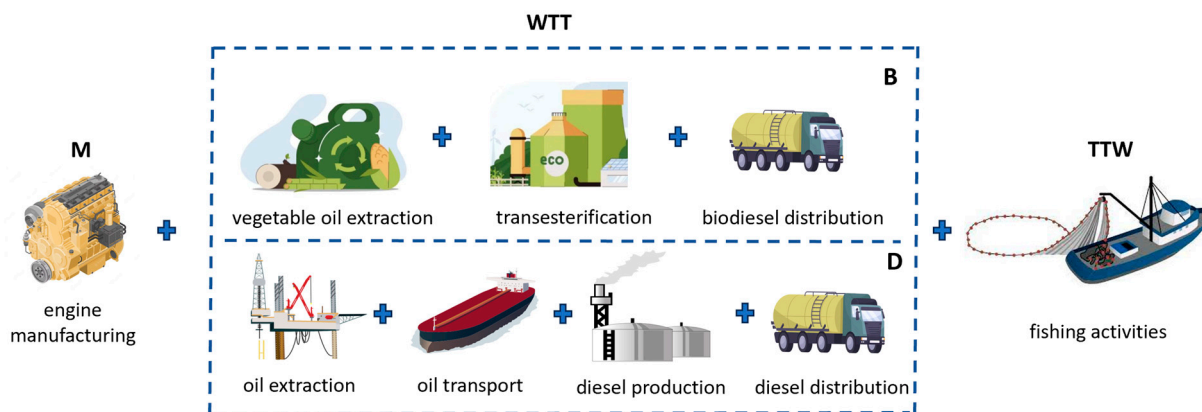 WTT
B
M
eco
TTW
vegetable oil extraction
transesterification
biodiesel distribution
D
engine
manufacturing
fishing activities
oil extraction
oil transport
diesel production
diesel distribution